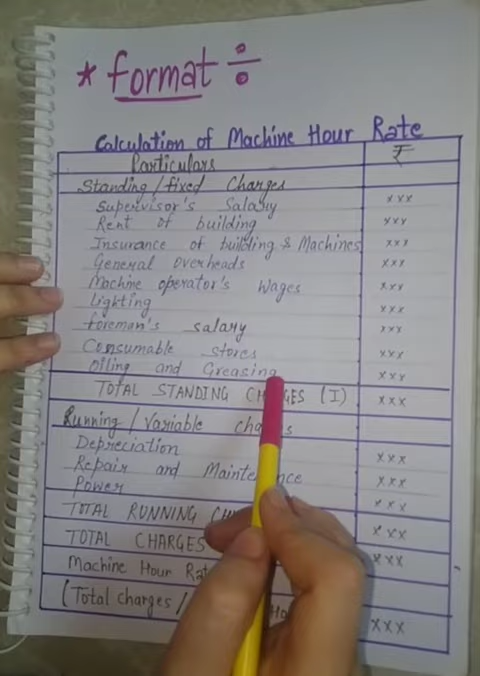 * format ÷
Calculation of Machine Hour Rate
Particulars ₹
Standing/fixed Charges
Supervisor's Salary xxx
Rent of building xxx
Insurance of building & Machines xxx
General Overheads xxx
Machine operator's Wages xxx
Lighting xxx
foreman's salary xxx
Consumable stores xxx
Oiling and Greasing xxx
TOTAL STANDING (I) xxx
Running/Variable
Depreciation xxx
Repair and xxx
Power xxx
TOTAL RUNNING xxx
TOTAL CHARGES xxx
Machine Hour
(Total charges / xxx